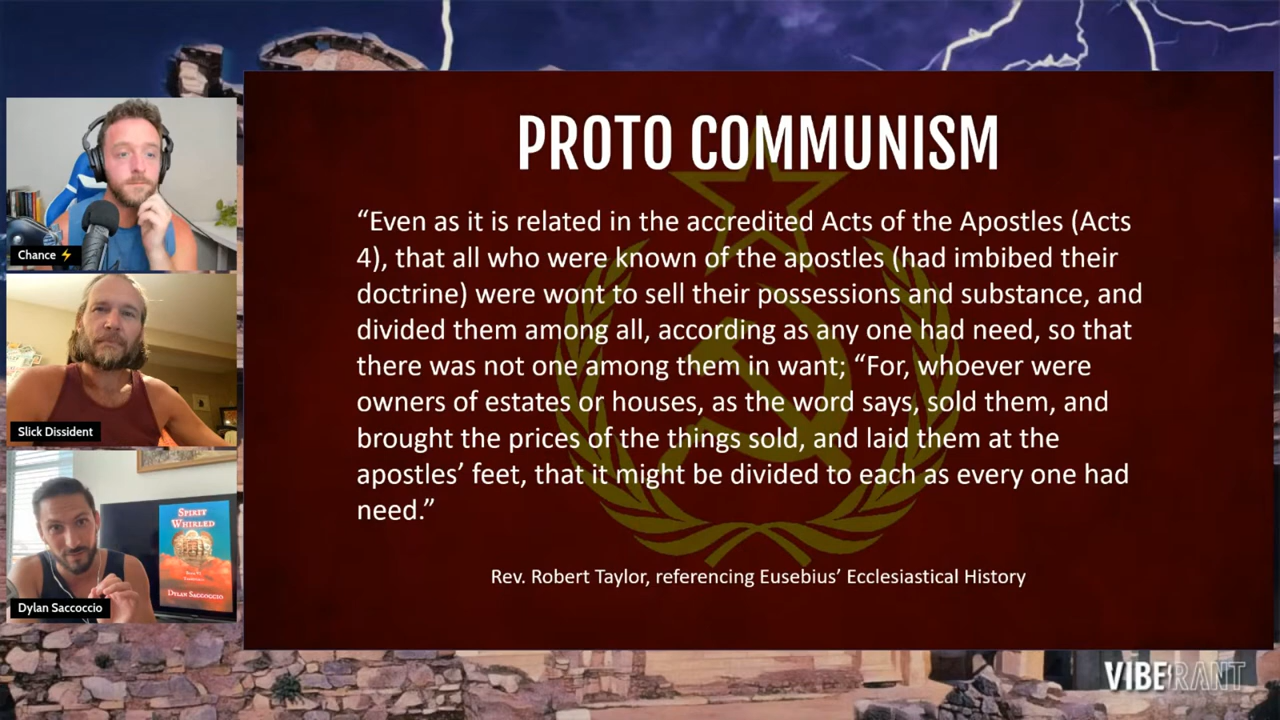 PROTO COMMUNISM
“Even as it is related in the accredited Acts of the Apostles (Acts
4), that all who were known of the apostles (had imbibed their
doctrine) were wont to sell their possessions and substance, and
divided them among all, according as any one had need, so that
there was not one among them in want; “For, whoever were
owners of estates or houses, as the word says, sold them, and
brought the prices of the things sold, and laid them at the
apostles’ feet, that it might be divided to each as every one had
need.”
Rev. Robert Taylor, referencing Eusebius’ Ecclesiastical History
Chance ⚡
Slick Dissident
SPIRIT
WHIRLED
DYLAN SACCOCCIO
Dylan Saccoccio
VIBERANT